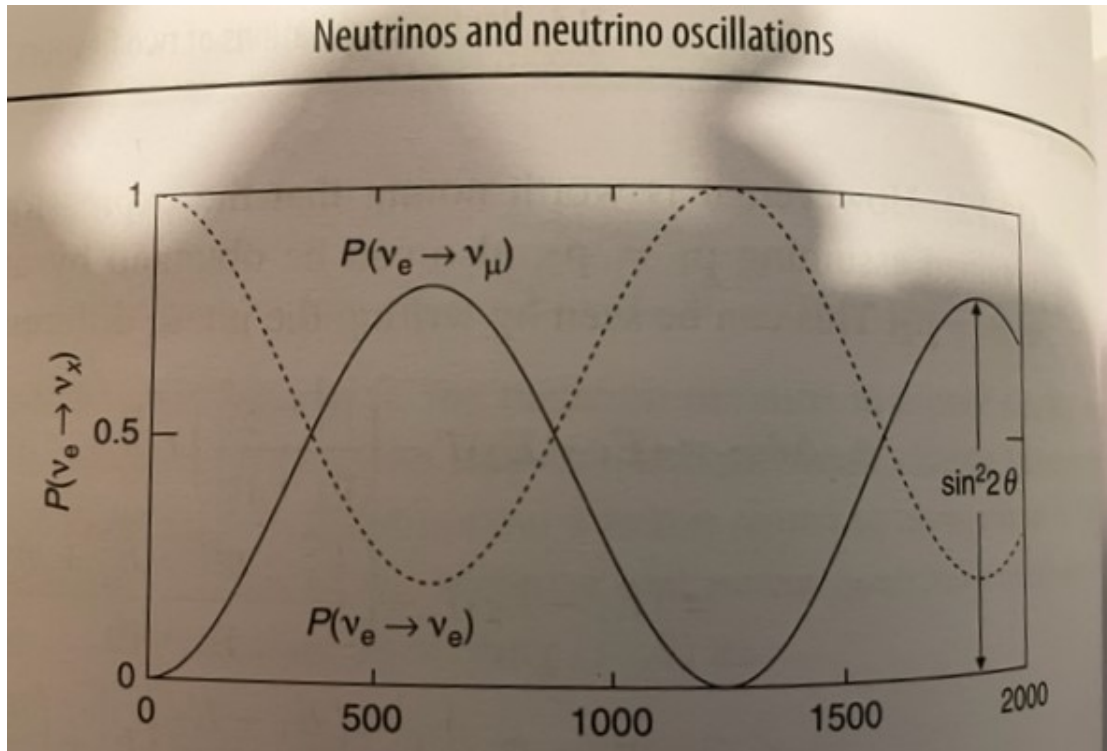 Neutrinos and neutrino oscillations
1
P(νe → νμ)
P(νe → νx)
0.5
sin²2θ
P(νe → νe)
0
0 500 1000 1500 2000